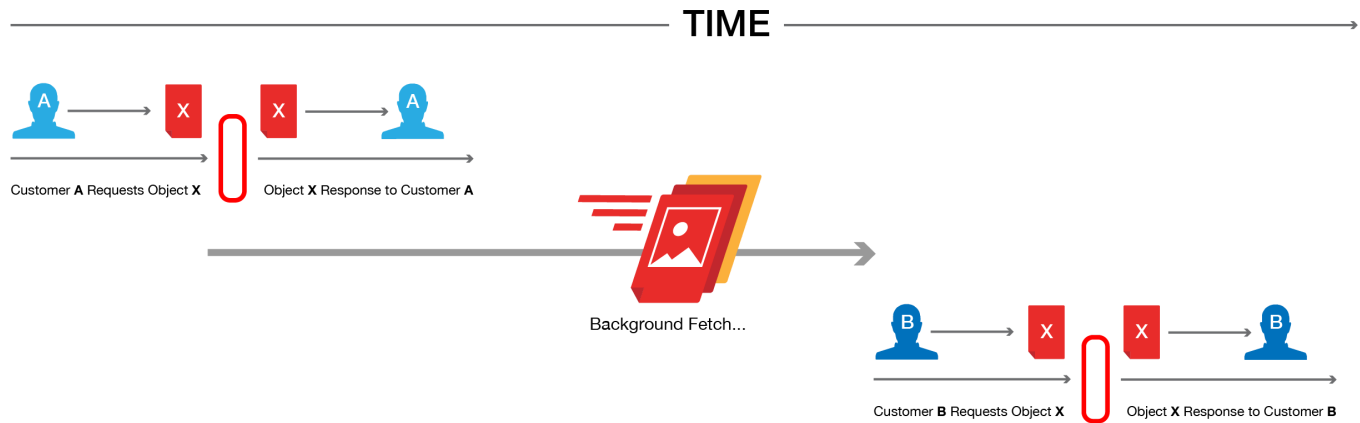 TIME
A
X
X
A
Customer A Requests Object X
Object X Response to Customer A
Background Fetch...
B
X
X
B
Customer B Requests Object X
Object X Response to Customer B